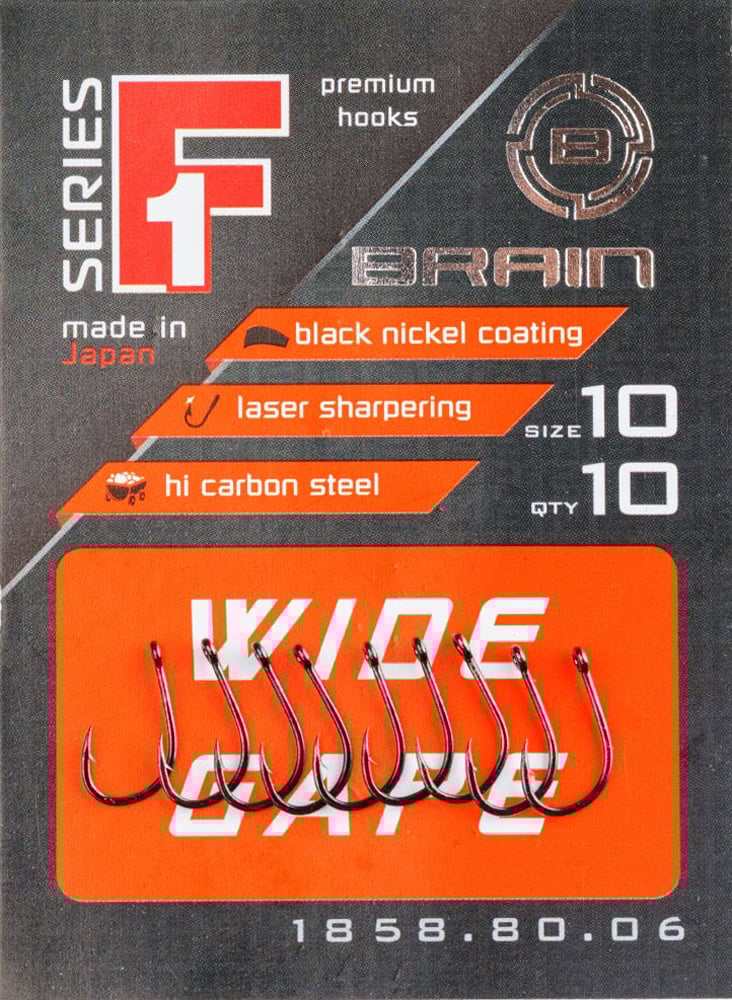 SERIES
F1
premium
hooks
B
BRAIN
made in
Japan
black nickel coating
laser sharpering
SIZE 10
hi carbon steel
QTY 10
WIDE
GAPE
1858.80.06